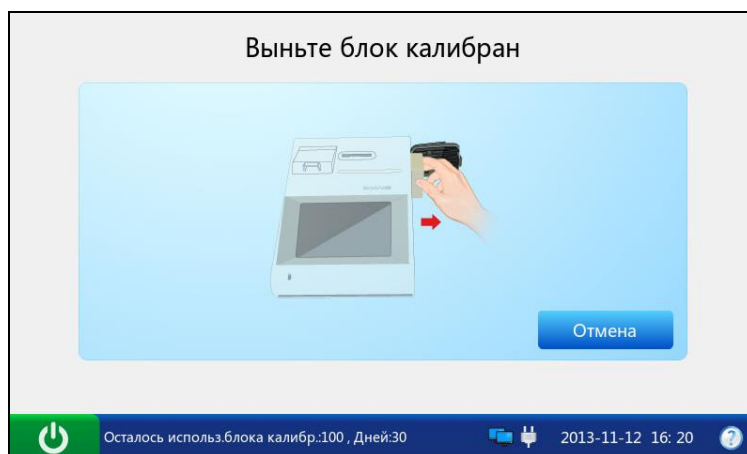 Выньте блок калибран
Отмена
Осталось использ.блока калибр.:100 , Дней:30
2013-11-12 16: 20
?